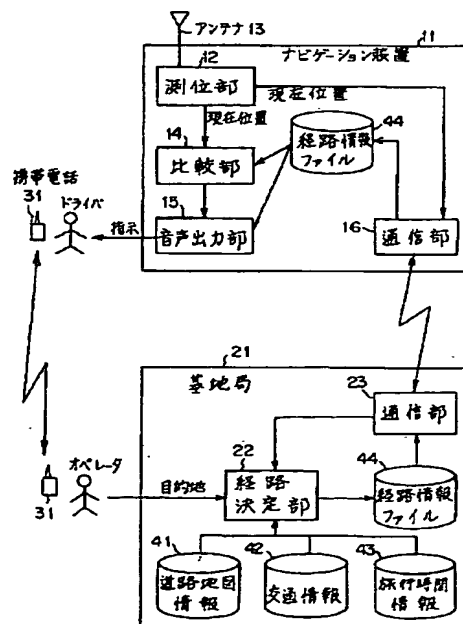 アンテナ13
11
ナビゲーション装置
12
測位部
現在位置
現在位置
44
経路情報
ファイル
14
比較部
携帯電話
31
ドライバ
指示
15
音声出力部
16
通信部
21
基地局
23
通信部
オペレータ
31
目的地
22
経路
決定部
44
経路情報
ファイル
41
道路地図
情報
42
交通情報
43
旅行時間
情報